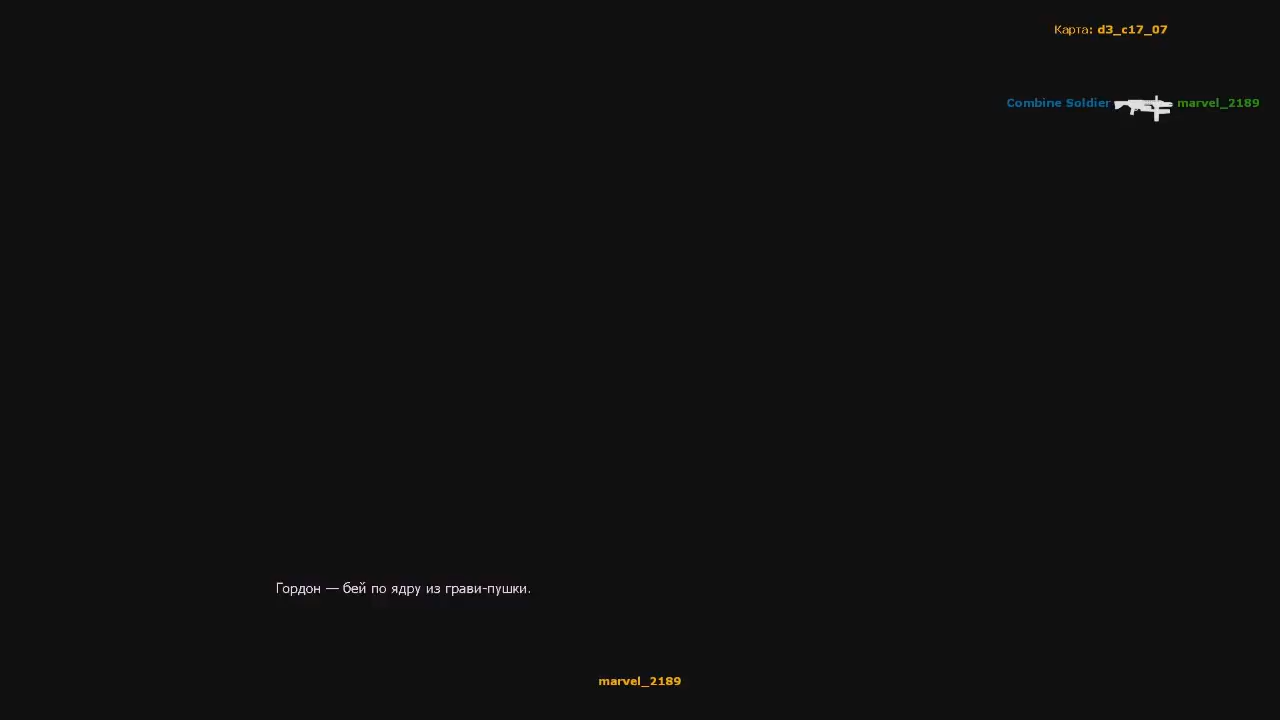 Карта: d3_c17_07
Combine Soldier marvel_2189
Гордон — бей по ядру из грави-пушки.
marvel_2189